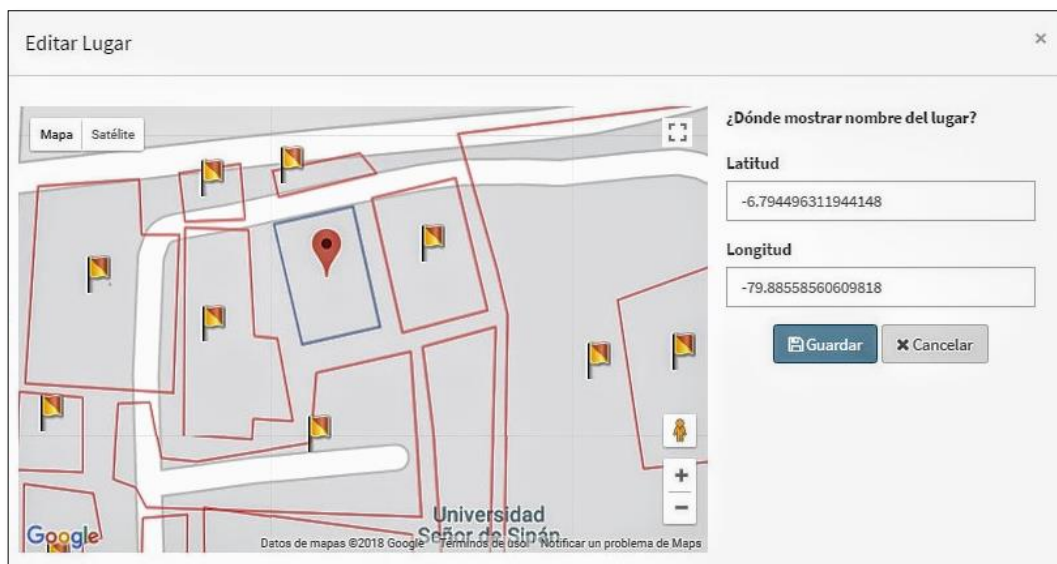 Editar Lugar
×
Mapa Satélite
Universidad
Señor de Sipán
Google
Datos de mapas ©2018 Google Términos de uso Notificar un problema de Maps
¿Dónde mostrar nombre del lugar?
Latitud
-6.794496311944148
Longitud
-79.88558560609818
Guardar Cancelar